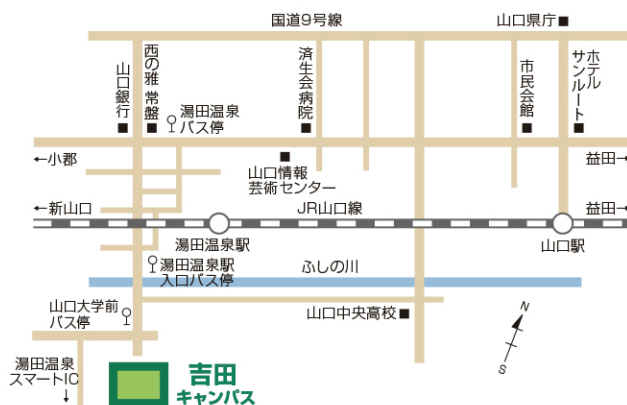 国道9号線
山口県庁
山口銀行
西の雅 常盤
湯田温泉
バス停
済生会病院
市民会館
ホテル
サンルート
←小郡
山口情報
芸術センター
益田→
←新山口
JR山口線
益田→
湯田温泉駅
山口駅
湯田温泉駅
入口バス停
ふしの川
山口大学前
バス停
山口中央高校
N
S
湯田温泉
スマートIC
↓
吉田
キャンパス